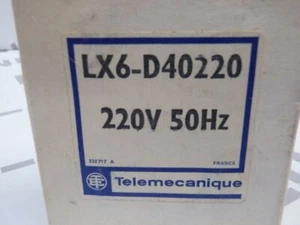 LX6-D40220
220V 50Hz
FRANCE
Telemecanique